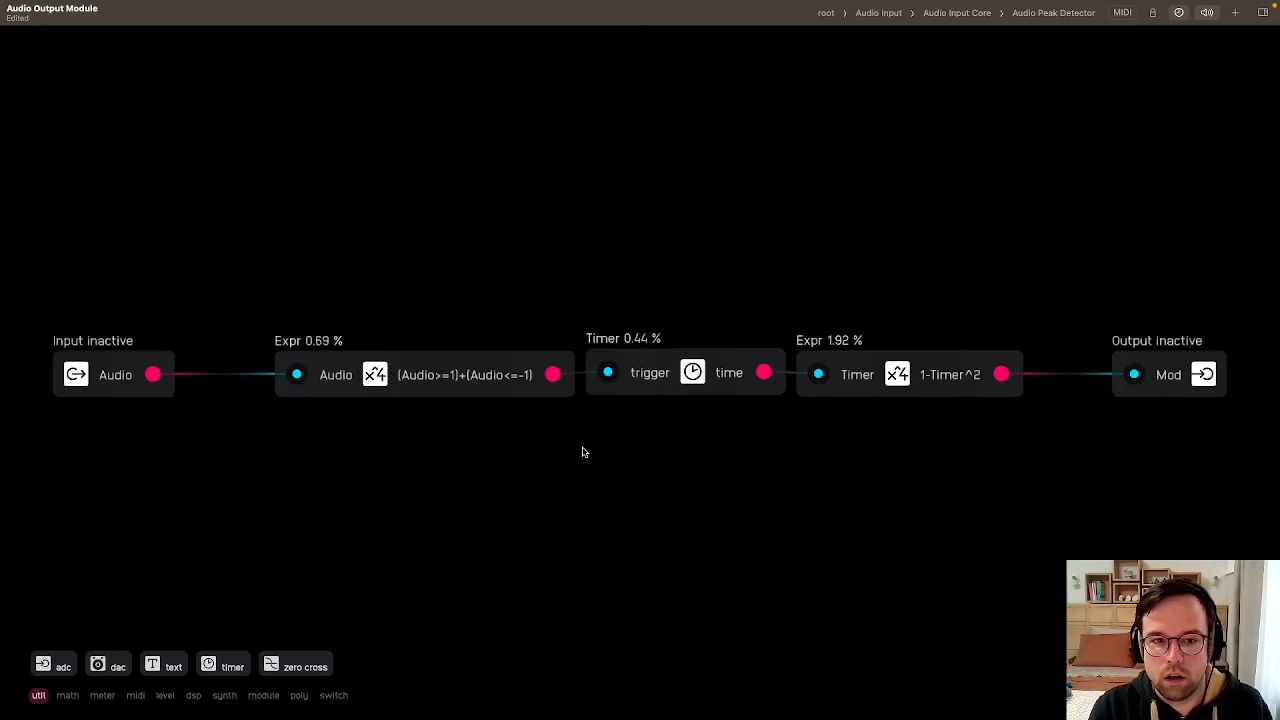 Audio Output Module
Edited
root > Audio Input > Audio Input Core > Audio Peak Detector MIDI
Input inactive
Audio
Expr 0.69 %
Audio x4 (Audio>=1)+(Audio<=-1)
Timer 0.44 %
trigger time
Expr 1.92 %
Timer x4 1-Timer^2
Output inactive
Mod
adc dac T text timer zero cross
util math meter midi level dsp synth module poly switch